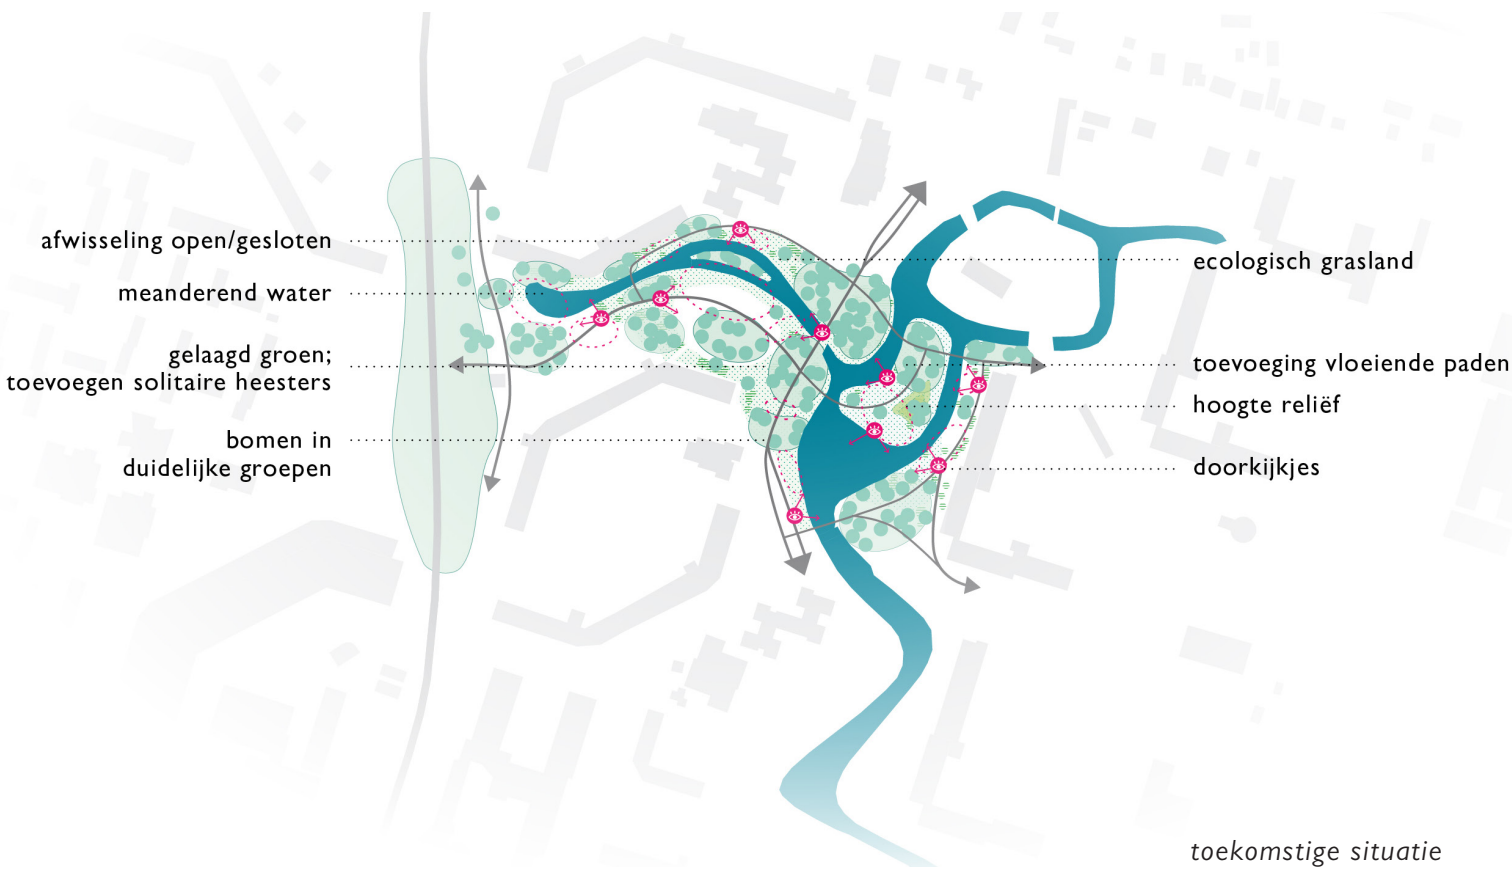 afwisseling open/gesloten
meanderend water
gelaagd groen;
toevoegen solitaire heesters
bomen in
duidelijke groepen
ecologisch grasland
toevoeging vloeiende paden
hoogte reliëf
doorkijkjes
toekomstige situatie